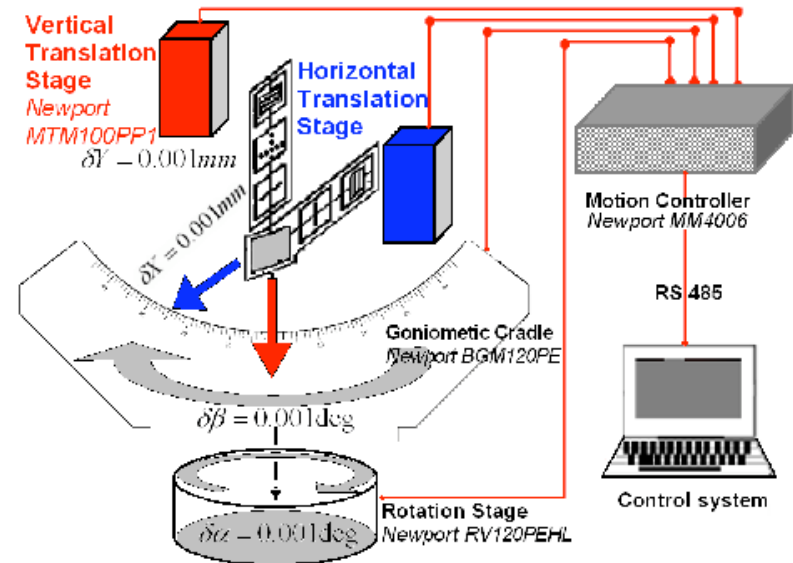 Vertical
Translation
Stage
Newport
MTM100PP1
δY = 0.001mm
Horizontal
Translation
Stage
δX = 0.001mm
Motion Controller
Newport MM4006
RS 485
Goniometic Cradle
Newport BGM120PE
δβ = 0.001deg
Control system
Rotation Stage
Newport RV120PEHL
δα = 0.001deg